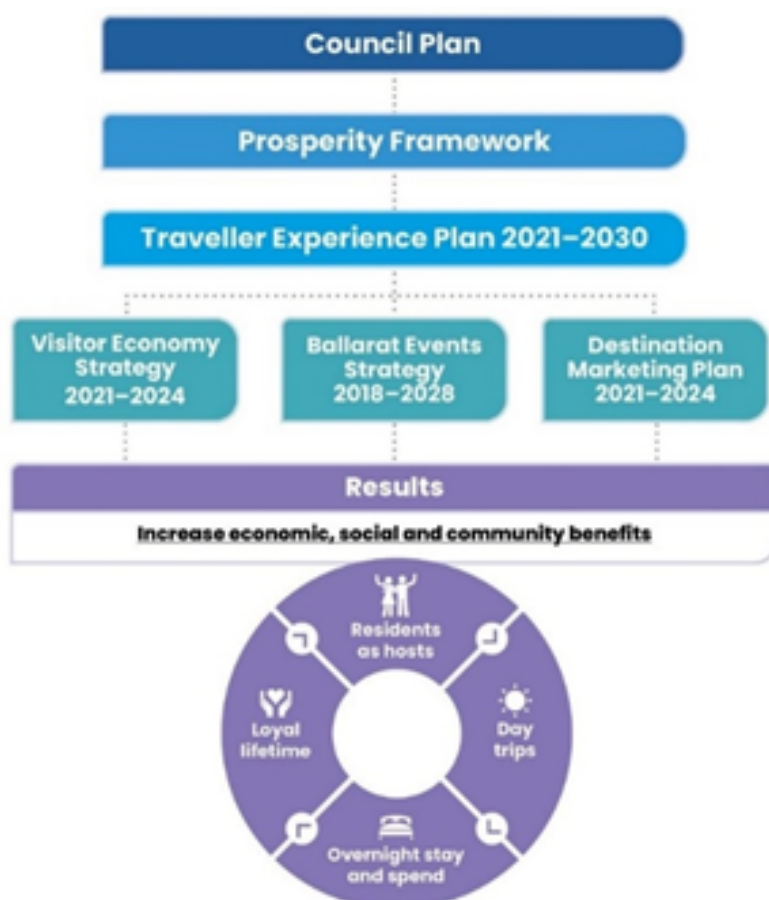 Council Plan
Prosperity Framework
Traveller Experience Plan 2021–2030
Visitor Economy
Strategy
2021–2024
Ballarat Events
Strategy
2018–2028
Destination
Marketing Plan
2021–2024
Results
Increase economic, social and community benefits
Residents
as hosts
Loyal
lifetime
Day
trips
Overnight stay
and spend